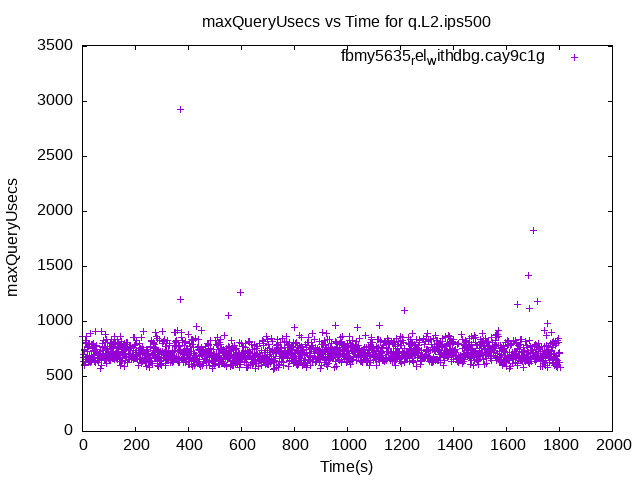 maxQueryUsecs vs Time for q.L2.ips500
fbmy5635relwithdbg.cay9c1g
3500
3000
2500
2000
1500
1000
500
0
maxQueryUsecs
0 200 400 600 800 1000 1200 1400 1600 1800 2000
Time(s)